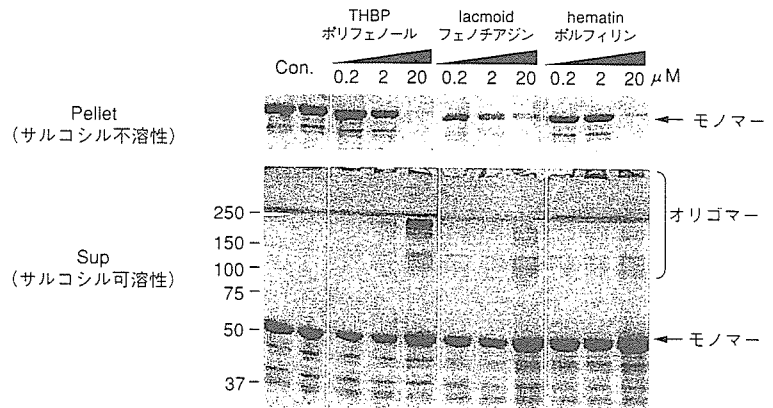 THBP lacmoid hematin
ポリフェノール フェノチアジン ポルフィリン
Con.
0.2 2 20 0.2 2 20 0.2 2 20 μM
Pellet
(サルコシル不溶性)
モノマー
250
150
100
75
50
37
Sup
(サルコシル可溶性)
オリゴマー
モノマー